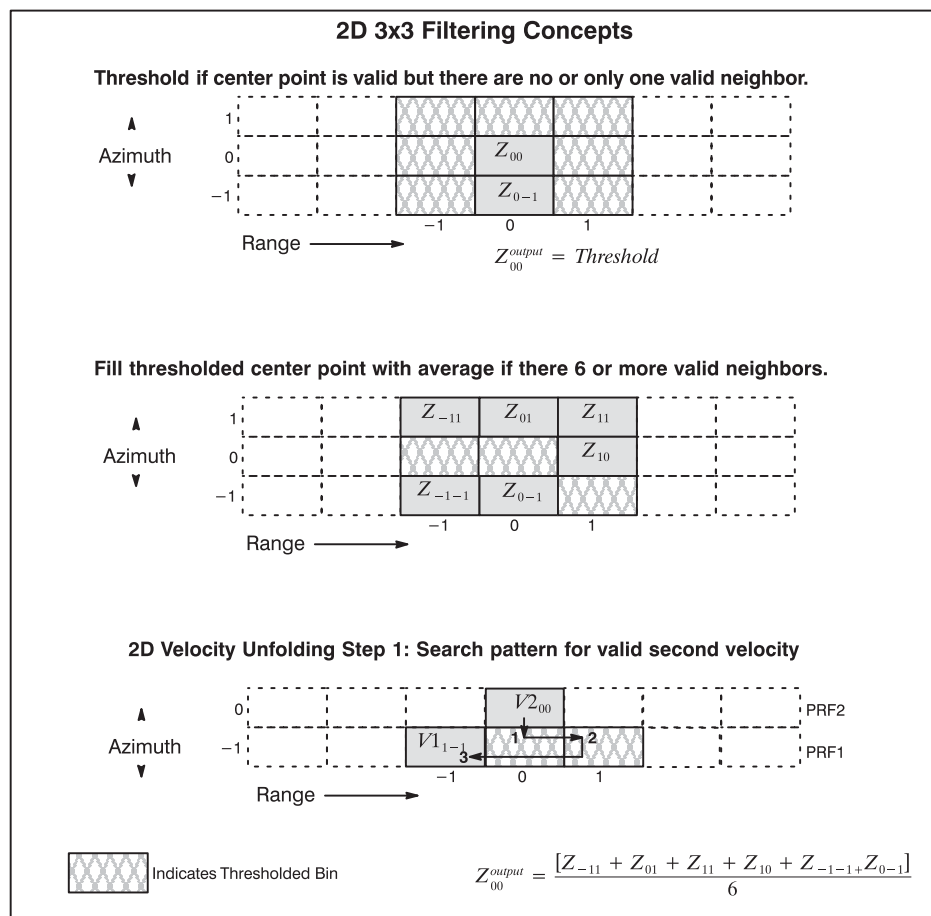 2D 3x3 Filtering Concepts
Threshold if center point is valid but there are no or only one valid neighbor.
1
Azimuth 0 Z₀₀
−1 Z₀₋₁
−1 0 1
Range
Z₀₀ᵒᵘᵗᵖᵘᵗ = Threshold
Fill thresholded center point with average if there 6 or more valid neighbors.
1 Z₋₁₁ Z₀₁ Z₁₁
Azimuth 0 Z₁₀
−1 Z₋₁₋₁ Z₀₋₁
−1 0 1
Range
2D Velocity Unfolding Step 1: Search pattern for valid second velocity
0 V2₀₀ PRF2
Azimuth −1 V1₁₋₁ 1 2 3 PRF1
−1 0 1
Range
Indicates Thresholded Bin
Z₀₀ᵒᵘᵗᵖᵘᵗ = [Z₋₁₁ + Z₀₁ + Z₁₁ + Z₁₀ + Z₋₁₋₁₊Z₀₋₁]
6